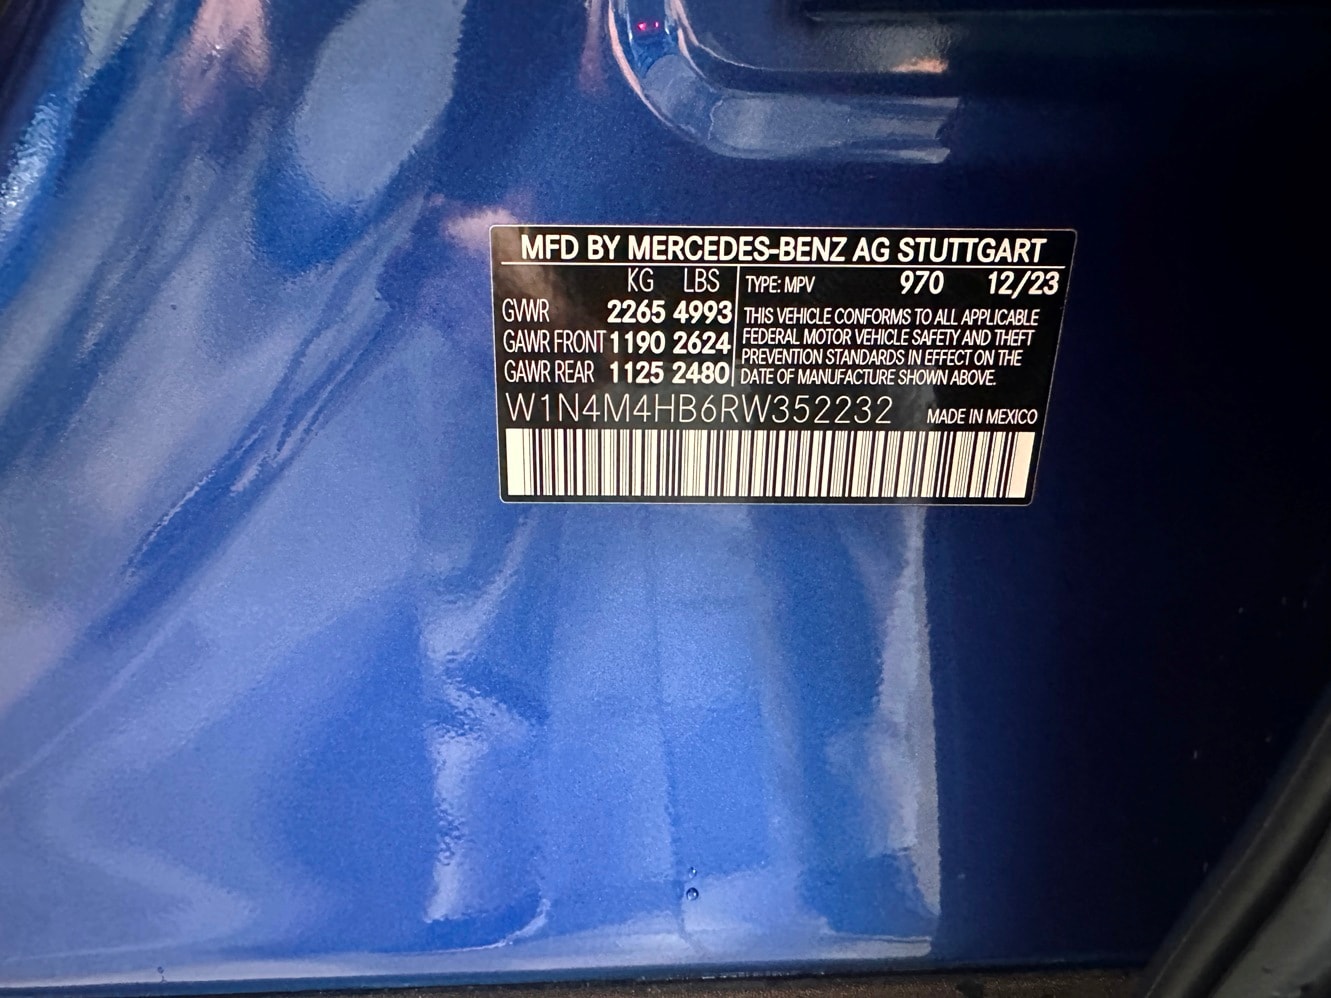 MFD BY MERCEDES-BENZ AG STUTTGART
KG LBS
GVWR 2265 4993
GAWR FRONT 1190 2624
GAWR REAR 1125 2480
TYPE: MPV 970 12/23
THIS VEHICLE CONFORMS TO ALL APPLICABLE
FEDERAL MOTOR VEHICLE SAFETY AND THEFT
PREVENTION STANDARDS IN EFFECT ON THE
DATE OF MANUFACTURE SHOWN ABOVE.
W1N4M4HB6RW352232 MADE IN MEXICO